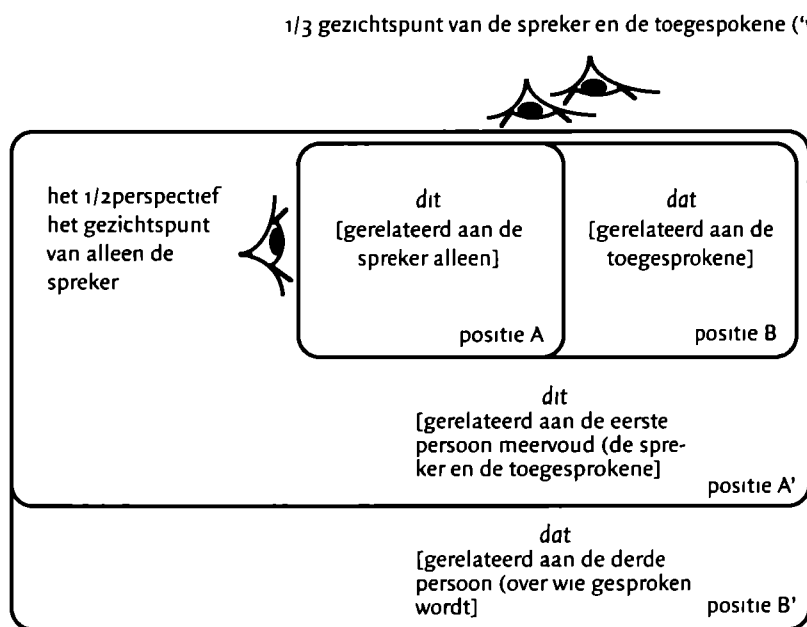 1/3 gezichtspunt van de spreker en de toegespokene ('
het 1/2perspectief
het gezichtspunt
van alleen de
spreker
dit
[gerelateerd aan de
spreker alleen]
positie A
dat
[gerelateerd aan de
toegesprokene]
positie B
dit
[gerelateerd aan de eerste
persoon meervoud (de spre-
ker en de toegesprokene]
positie A'
dat
[gerelateerd aan de derde
persoon (over wie gesproken
wordt]
positie B'